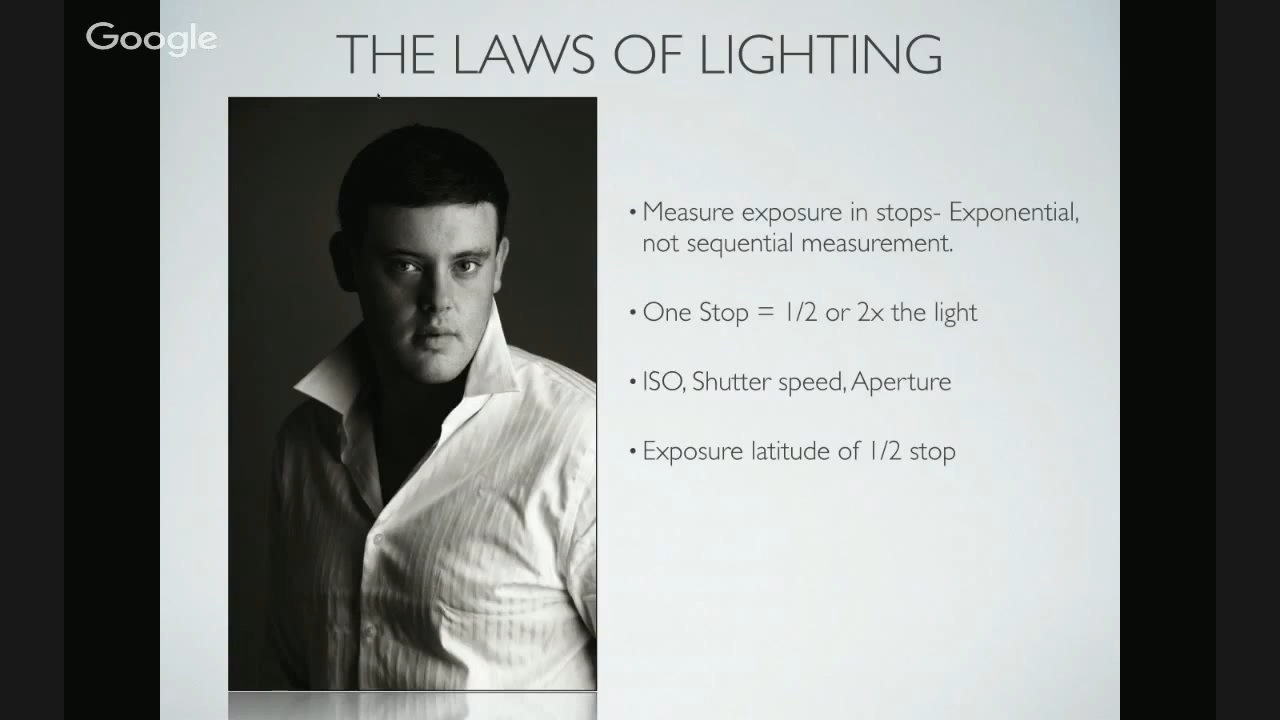 Google
THE LAWS OF LIGHTING
• Measure exposure in stops- Exponential,
not sequential measurement.
• One Stop = 1/2 or 2x the light
• ISO, Shutter speed, Aperture
• Exposure latitude of 1/2 stop